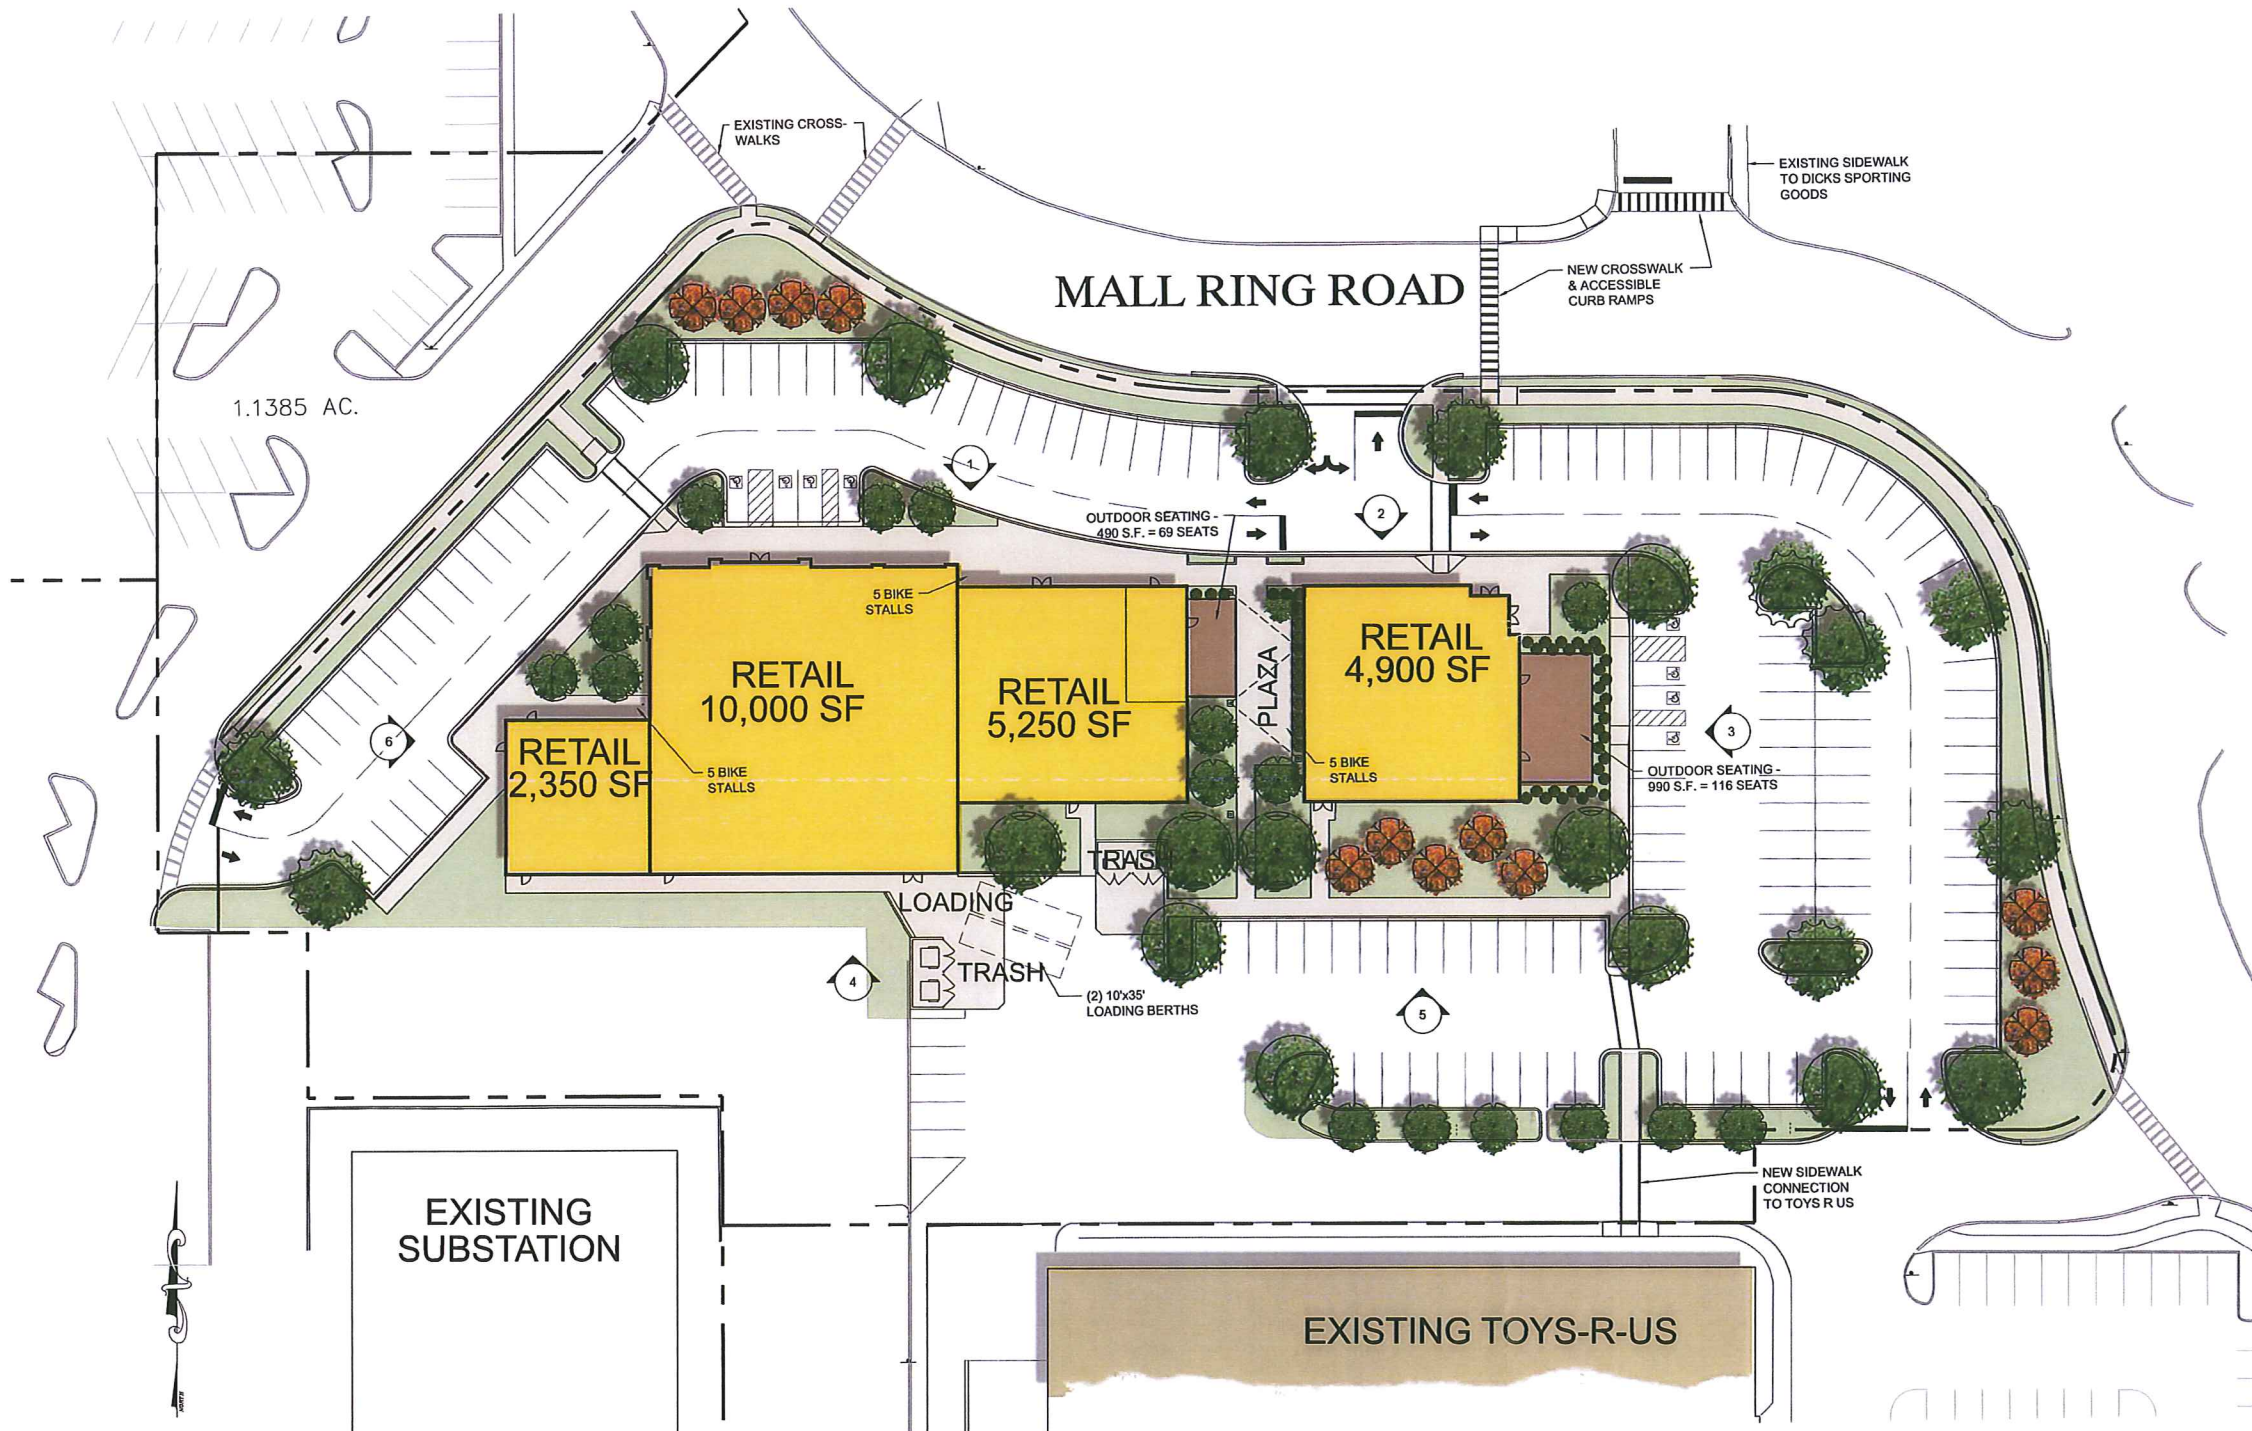 EXISTING CROSS-
WALKS
EXISTING SIDEWALK
TO DICKS SPORTING
GOODS
MALL RING ROAD
NEW CROSSWALK
& ACCESSIBLE
CURB RAMPS
1.1385 AC.
1
OUTDOOR SEATING -
490 S.F. = 69 SEATS
2
5 BIKE
STALLS
RETAIL
10,000 SF
RETAIL
5,250 SF
PLAZA
RETAIL
4,900 SF
3
6
RETAIL
2,350 SF
5 BIKE
STALLS
5 BIKE
STALLS
OUTDOOR SEATING -
990 S.F. = 116 SEATS
TRASH
LOADING
TRASH
4
(2) 10'x35'
LOADING BERTHS
5
NEW SIDEWALK
CONNECTION
TO TOYS R US
EXISTING
SUBSTATION
EXISTING TOYS-R-US
NORTH